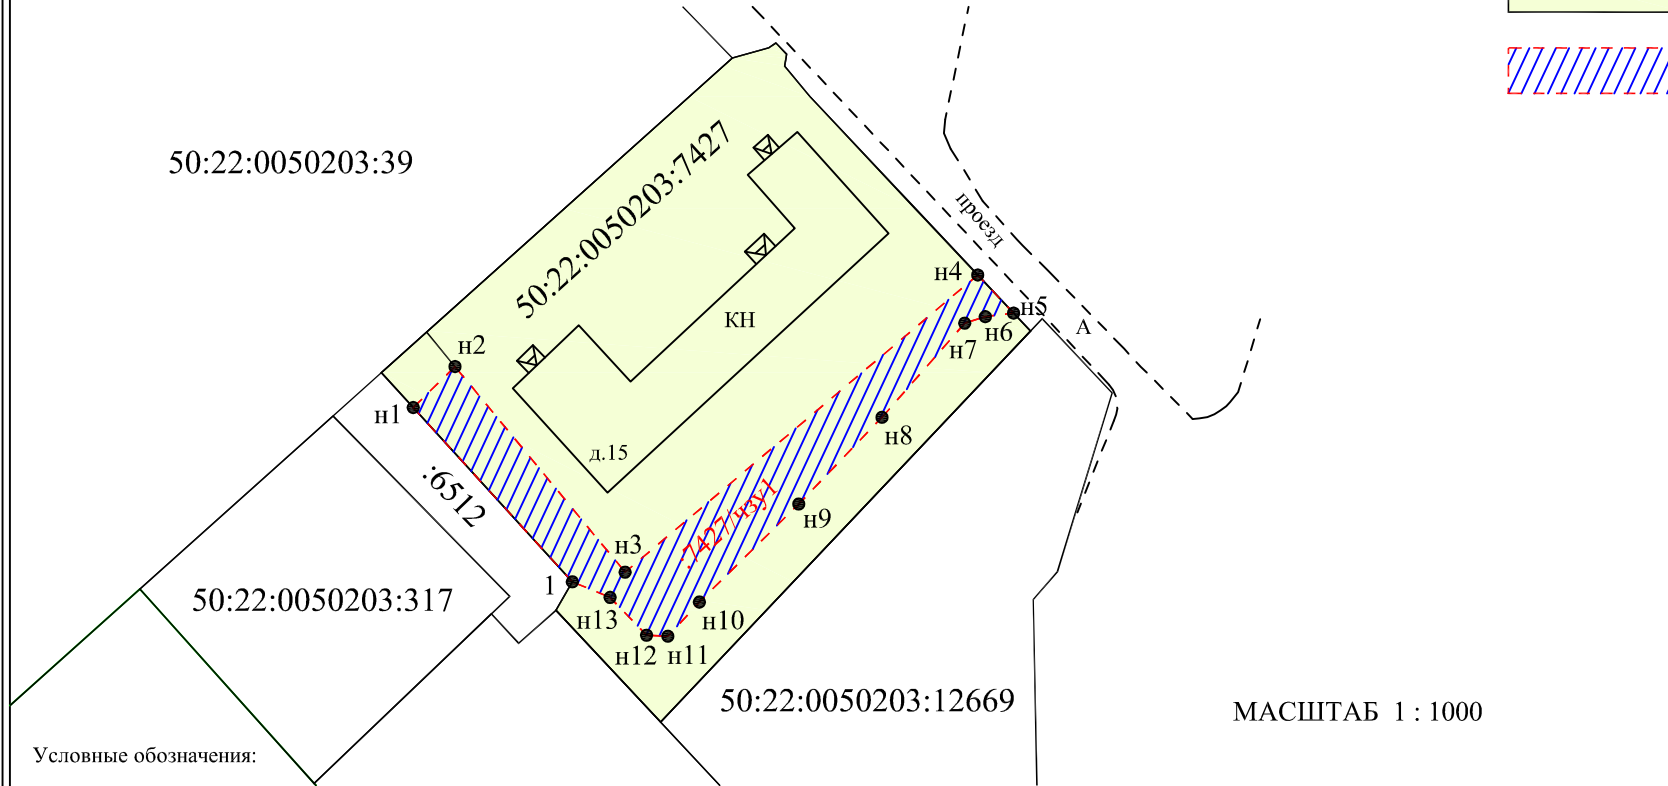 50:22:0050203:39
50:22:0050203:7427
проезд
н4
н5
А
н6
н7
КН
н2
н1
н8
д.15
:6512
:7427/чзу1
н9
н3
1
50:22:0050203:317
н13
н10
н12
н11
50:22:0050203:12669
МАСШТАБ 1 : 1000
Условные обозначения: